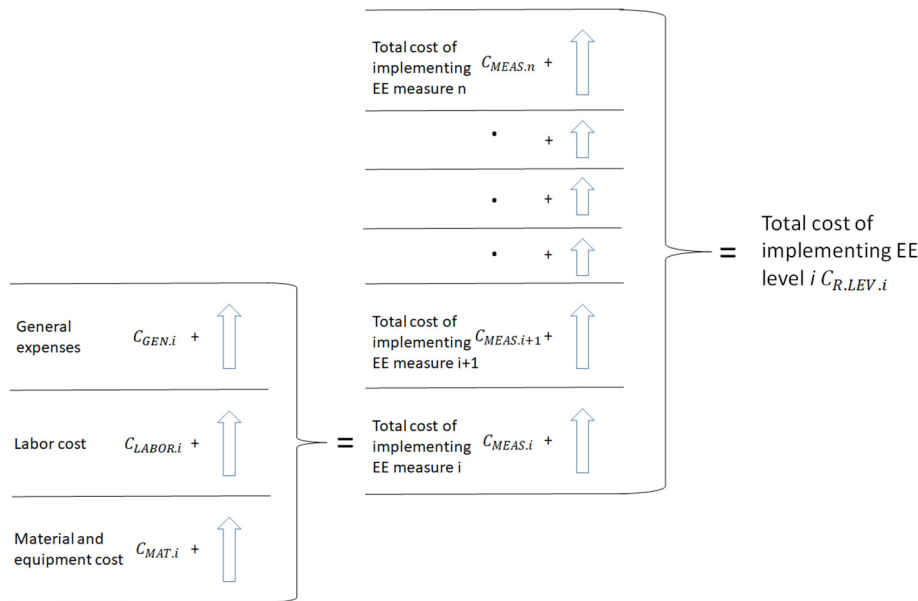 Total cost of
implementing
EE measure n
C_{MEAS.n} +
. +
. +
. +
Total cost of
implementing
EE measure i+1
C_{MEAS.i+1} +
Total cost of
implementing
EE measure i
C_{MEAS.i} +
=
Total cost of
implementing EE
level i C_{R.LEV.i}
General
expenses
C_{GEN.i} +
Labor cost C_{LABOR.i} +
Material and
equipment cost
C_{MAT.i} +
=